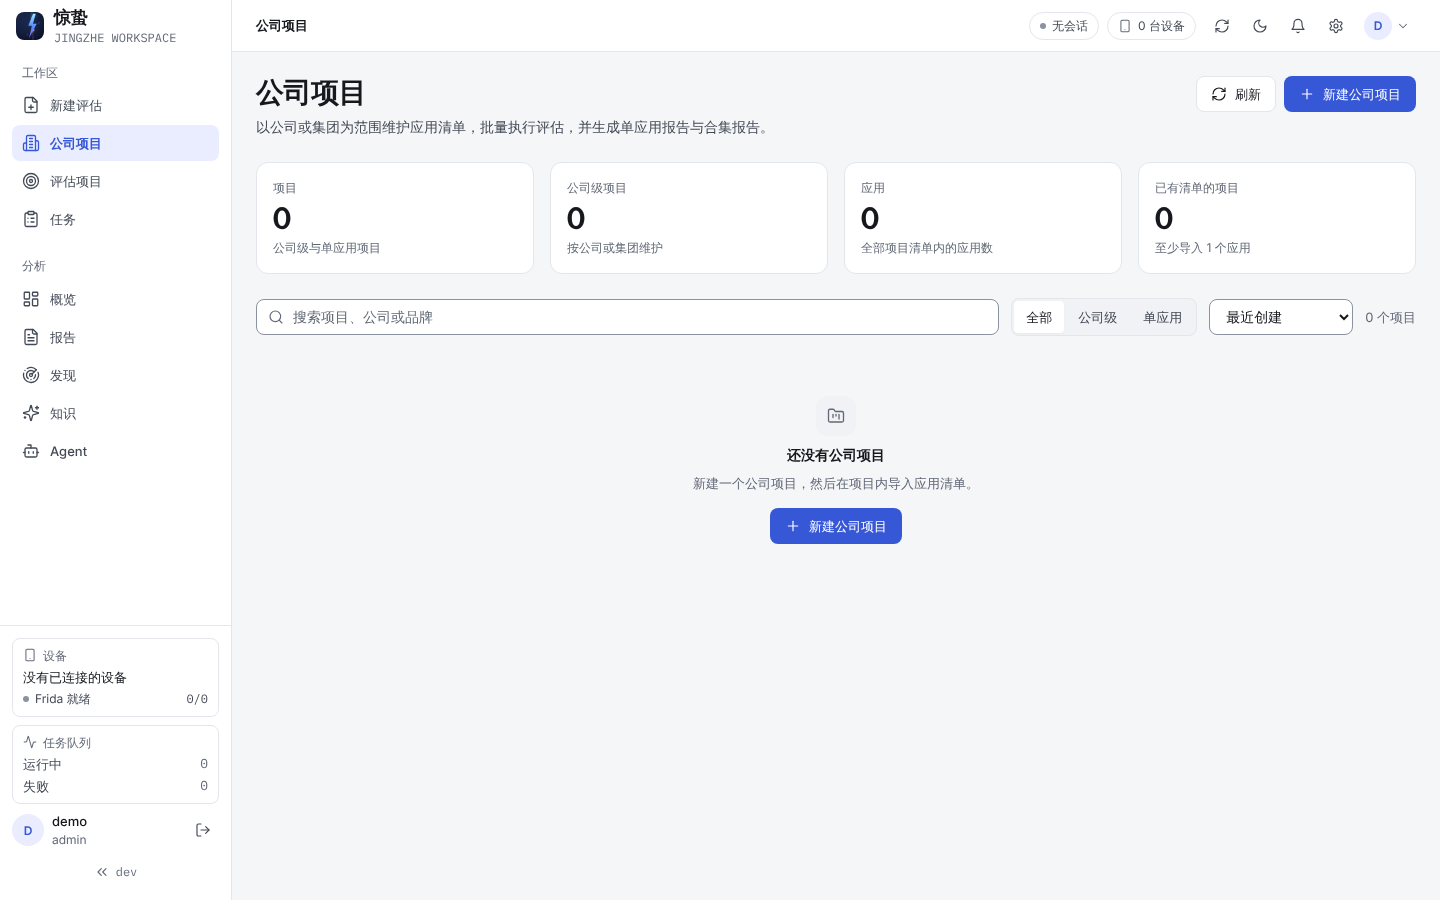 惊蛰
JINGZHE WORKSPACE
工作区
新建评估
公司项目
评估项目
任务
分析
概览
报告
发现
知识
Agent
设备
没有已连接的设备
Frida 就绪 0/0
任务队列
运行中 0
失败 0
D
demo
admin
dev
公司项目
无会话
0 台设备
D
公司项目
以公司或集团为范围维护应用清单，批量执行评估，并生成单应用报告与合集报告。
刷新
新建公司项目
项目
0
公司级与单应用项目
公司级项目
0
按公司或集团维护
应用
0
全部项目清单内的应用数
已有清单的项目
0
至少导入 1 个应用
搜索项目、公司或品牌
全部 公司级 单应用
最近创建
0 个项目
还没有公司项目
新建一个公司项目，然后在项目内导入应用清单。
新建公司项目